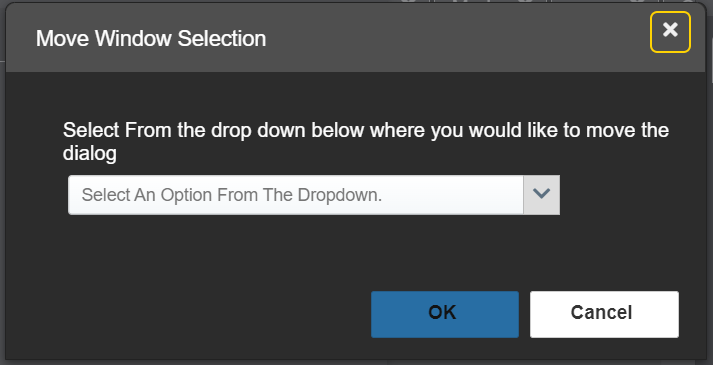 Move Window Selection
Select From the drop down below where you would like to move the
dialog
Select An Option From The Dropdown.
OK
Cancel